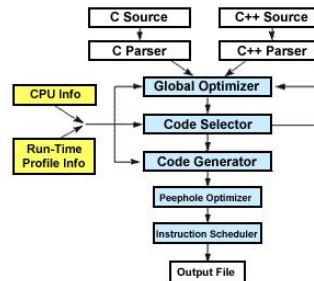 C Source
C++ Source
C Parser
C++ Parser
Global Optimizer
CPU Info
Code Selector
Run-Time
Profile Info
Code Generator
Peephole Optimizer
Instruction Scheduler
Output File